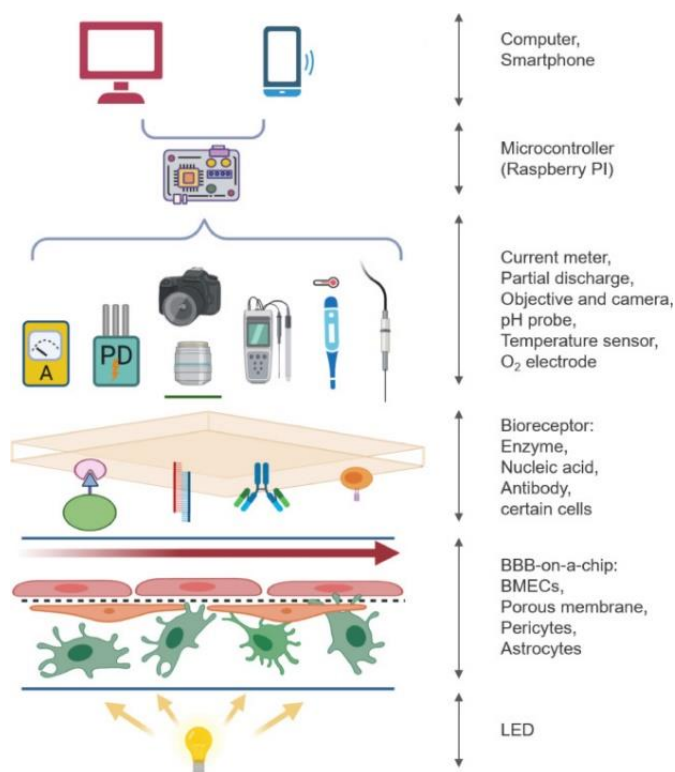 Computer,
Smartphone
Microcontroller
(Raspberry PI)
Current meter,
Partial discharge,
Objective and camera,
pH probe,
Temperature sensor,
O₂ electrode
A
PD
Bioreceptor:
Enzyme,
Nucleic acid,
Antibody,
certain cells
BBB-on-a-chip:
BMECs,
Porous membrane,
Pericytes,
Astrocytes
LED